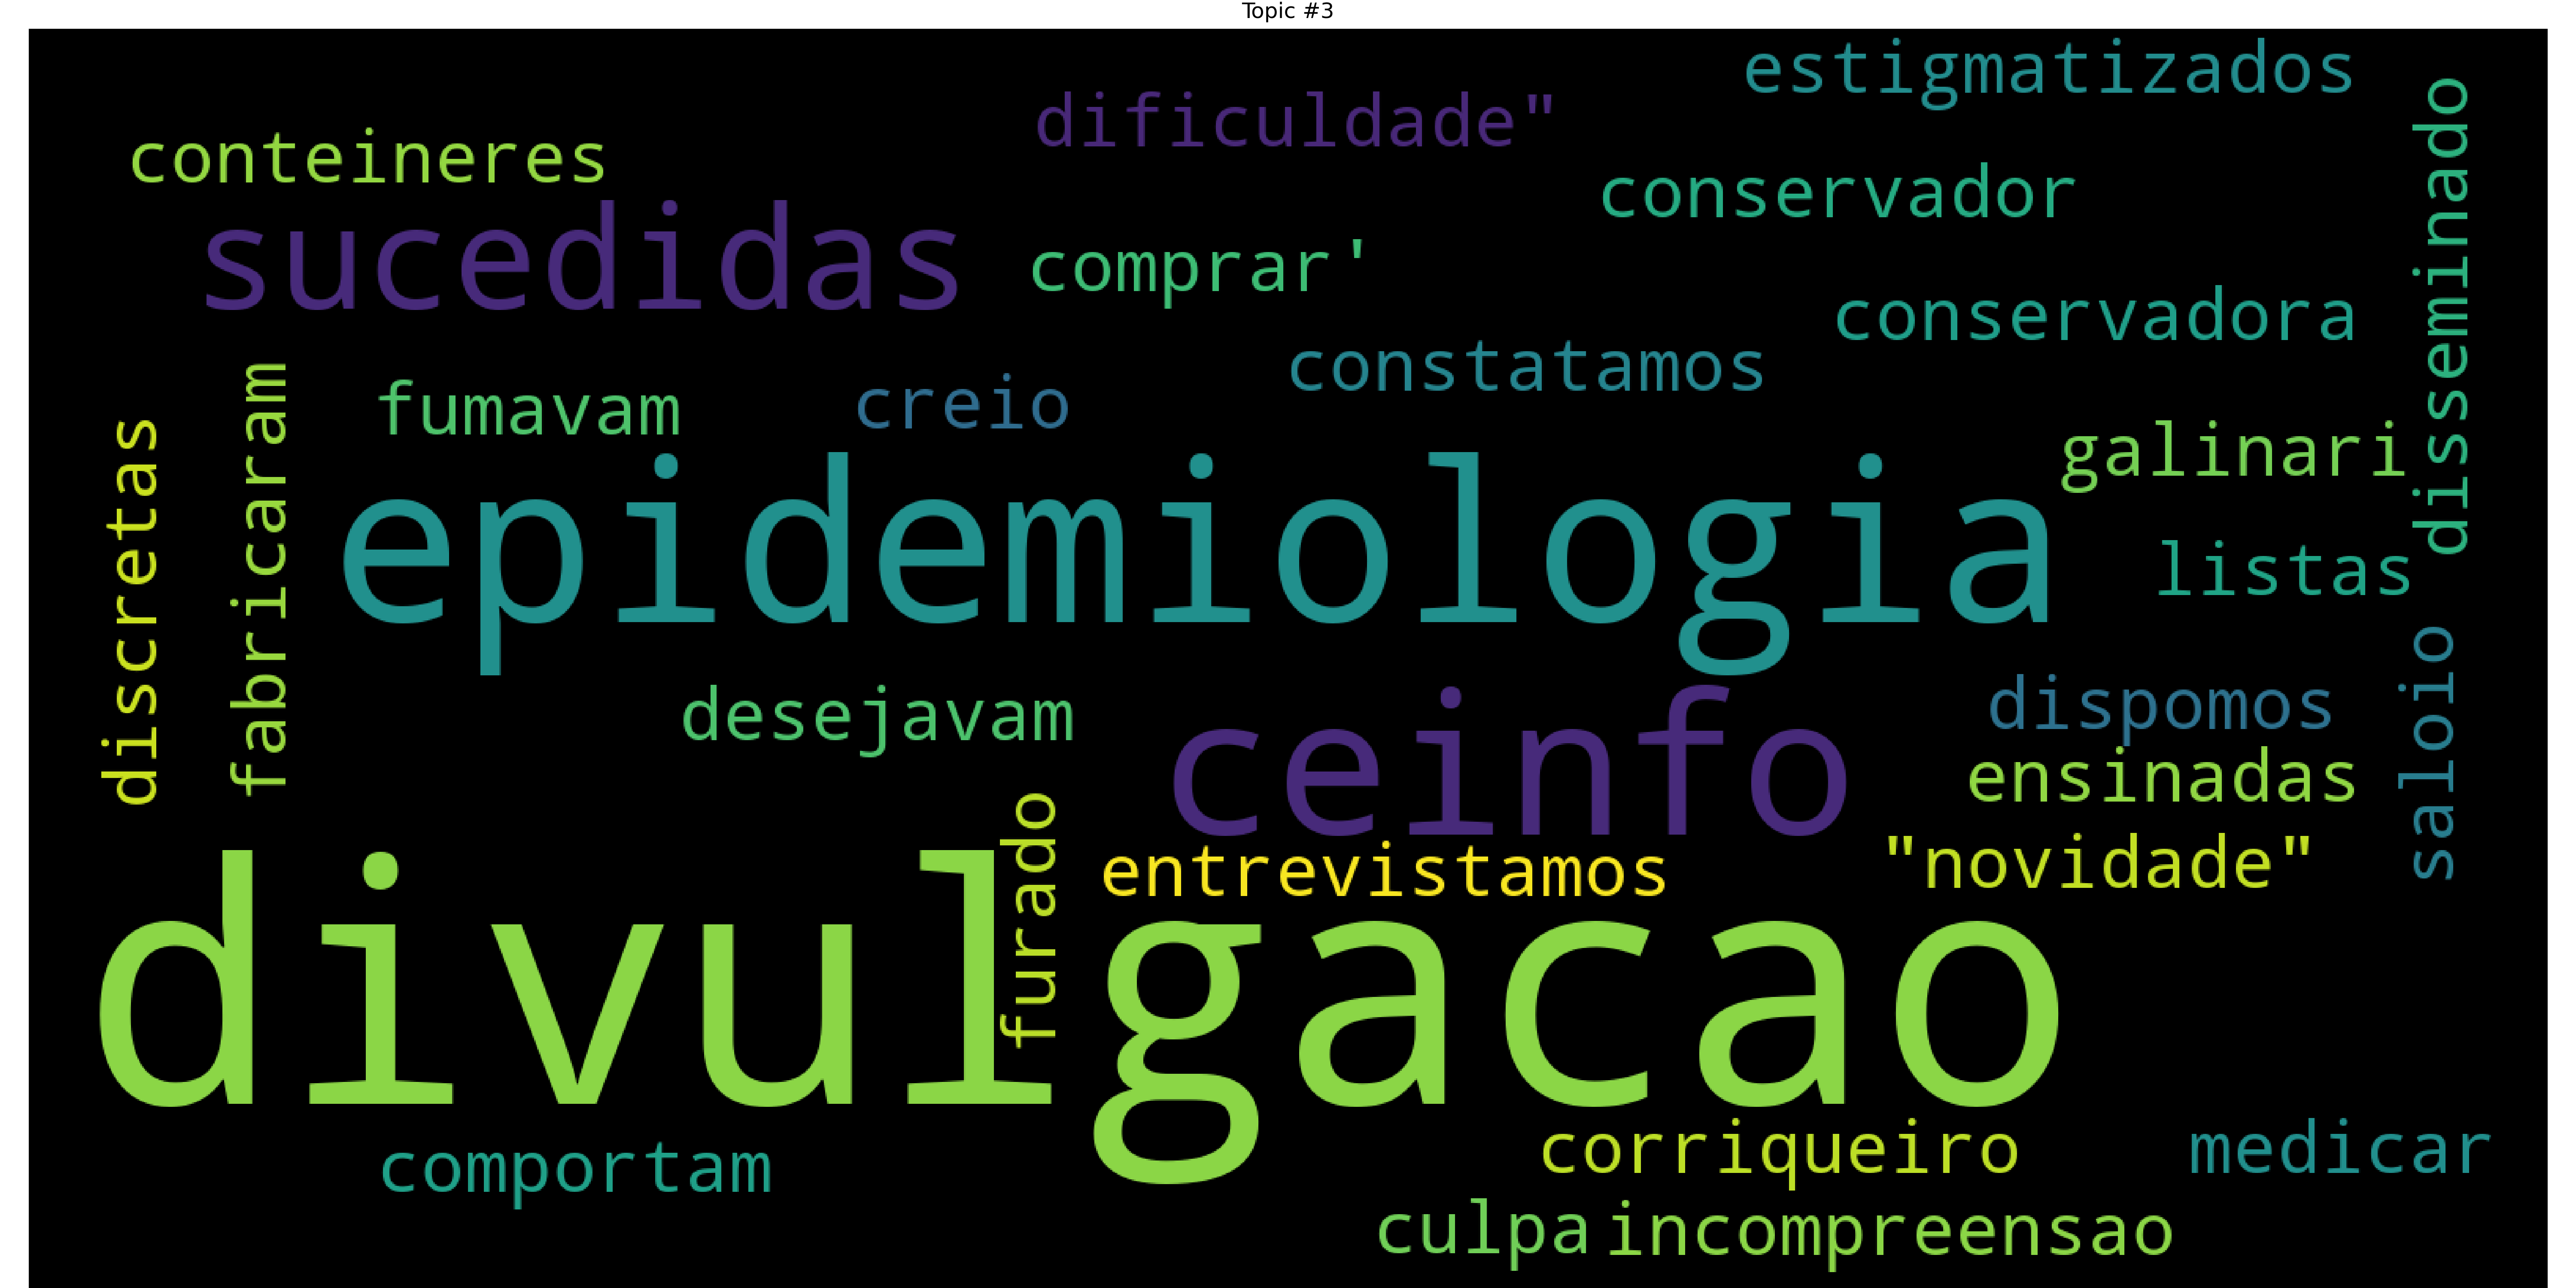 Topic #3
estigmatizados
dificuldade"
conteineres
conservador
disseminado
sucedidas
comprar'
conservadora
constatamos
fumavam
creio
galinari
discretas
fabricaram
epidemiologia
listas
saloio
desejavam
ceinfo
dispomos
ensinadas
furado
entrevistamos
"novidade"
divulgacao
comportam
corriqueiro
medicar
culpa
incompreensao